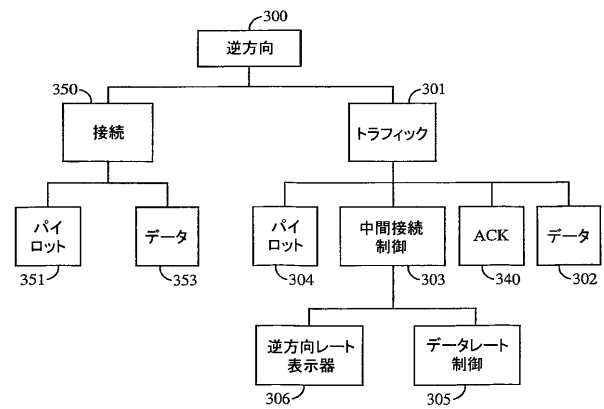 300
逆方向
350
接続
301
トラフィック
パイ
ロット
351
データ
353
パイ
ロット
304
中間接続
制御
303
ACK
340
データ
302
逆方向レート
表示器
306
データレート
制御
305